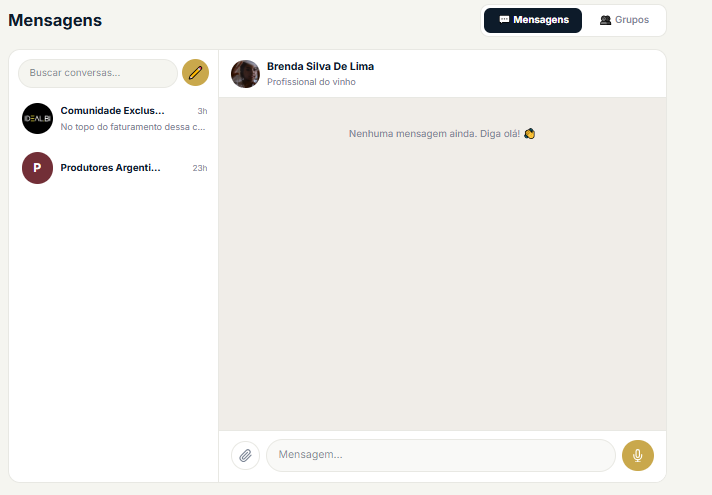 Mensagens
Mensagens
Grupos
Buscar conversas...
IDEAL.BI
Comunidade Exclus...
3h
No topo do faturamento dessa c...
P
Produtores Argenti...
23h
Brenda Silva De Lima
Profissional do vinho
Nenhuma mensagem ainda. Diga olá! 👋
Mensagem...